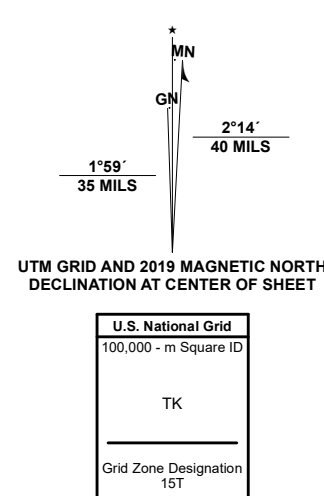 ★
MN
GN
2°14´
40 MILS
1°59´
35 MILS
UTM GRID AND 2019 MAGNETIC NORTH
DECLINATION AT CENTER OF SHEET
U.S. National Grid
100,000 - m Square ID
TK
Grid Zone Designation
15T